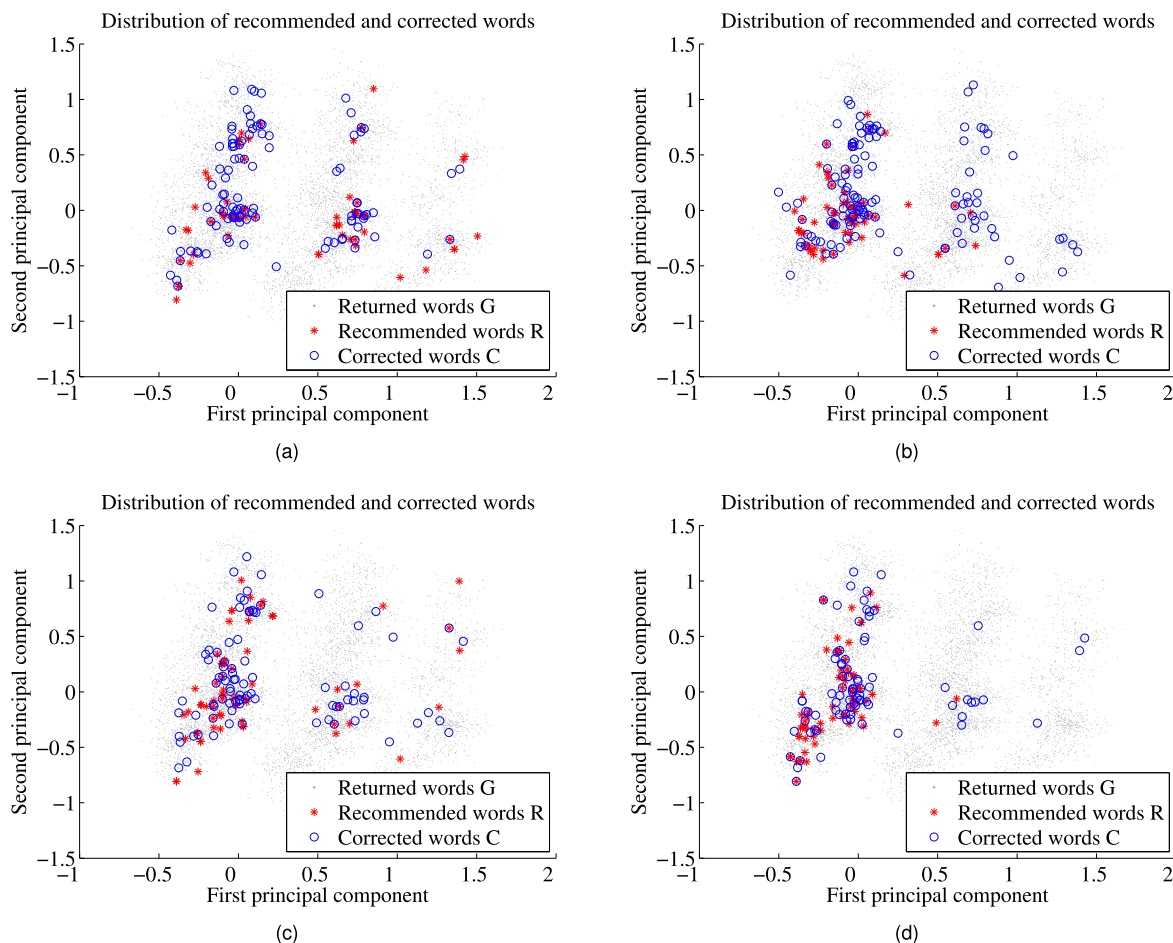 Distribution of recommended and corrected words
1.5
1
0.5
0
−0.5
−1
−1.5
Second principal component
Returned words G
Recommended words R
Corrected words C
−1 −0.5 0 0.5 1 1.5 2
First principal component
(a)
Distribution of recommended and corrected words
1.5
1
0.5
0
−0.5
−1
−1.5
Second principal component
Returned words G
Recommended words R
Corrected words C
−1 −0.5 0 0.5 1 1.5 2
First principal component
(b)
Distribution of recommended and corrected words
1.5
1
0.5
0
−0.5
−1
−1.5
Second principal component
Returned words G
Recommended words R
Corrected words C
−1 −0.5 0 0.5 1 1.5 2
First principal component
(c)
Distribution of recommended and corrected words
1.5
1
0.5
0
−0.5
−1
−1.5
Second principal component
Returned words G
Recommended words R
Corrected words C
−1 −0.5 0 0.5 1 1.5 2
First principal component
(d)